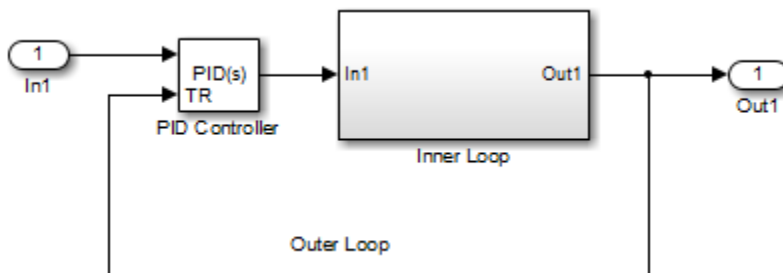 1
In1
PID(s)
TR
PID Controller
In1
Out1
Inner Loop
1
Out1
Outer Loop